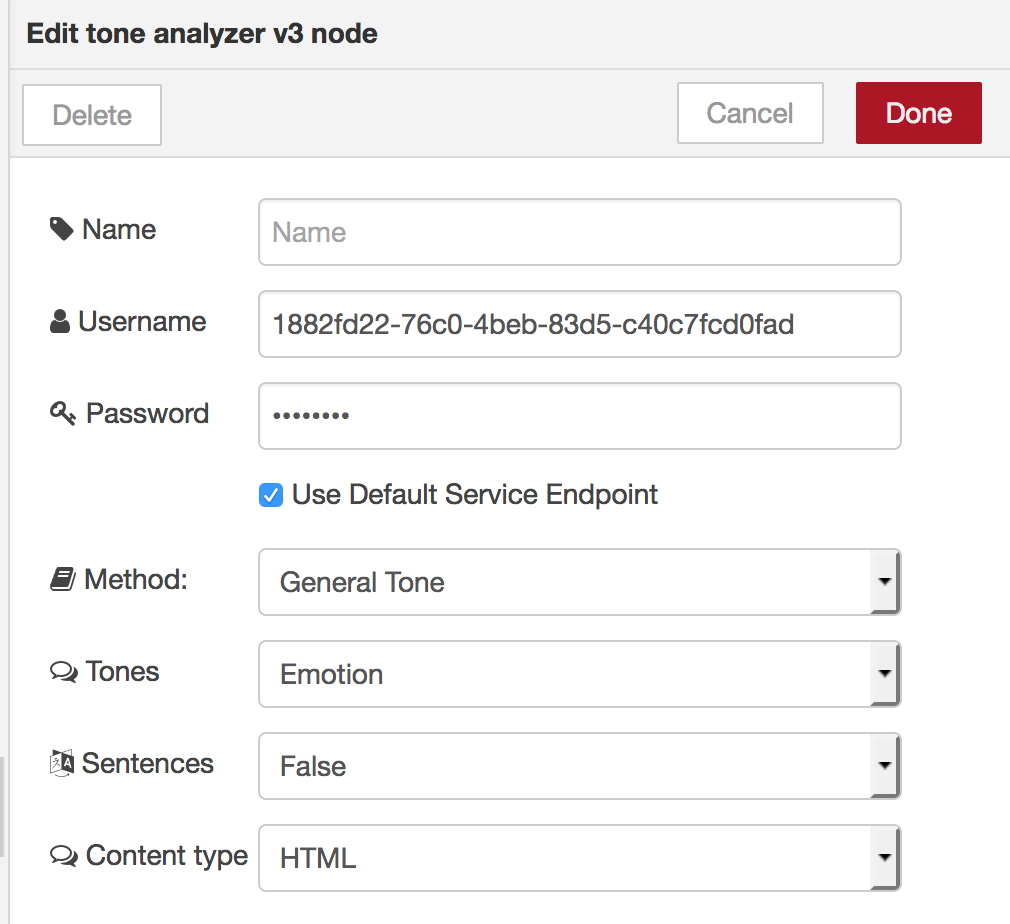 Edit tone analyzer v3 node
Delete Cancel Done
Name Name
Username 1882fd22-76c0-4beb-83d5-c40c7fcd0fad
Password ••••••••
Use Default Service Endpoint
Method: General Tone
Tones Emotion
Sentences False
Content type HTML